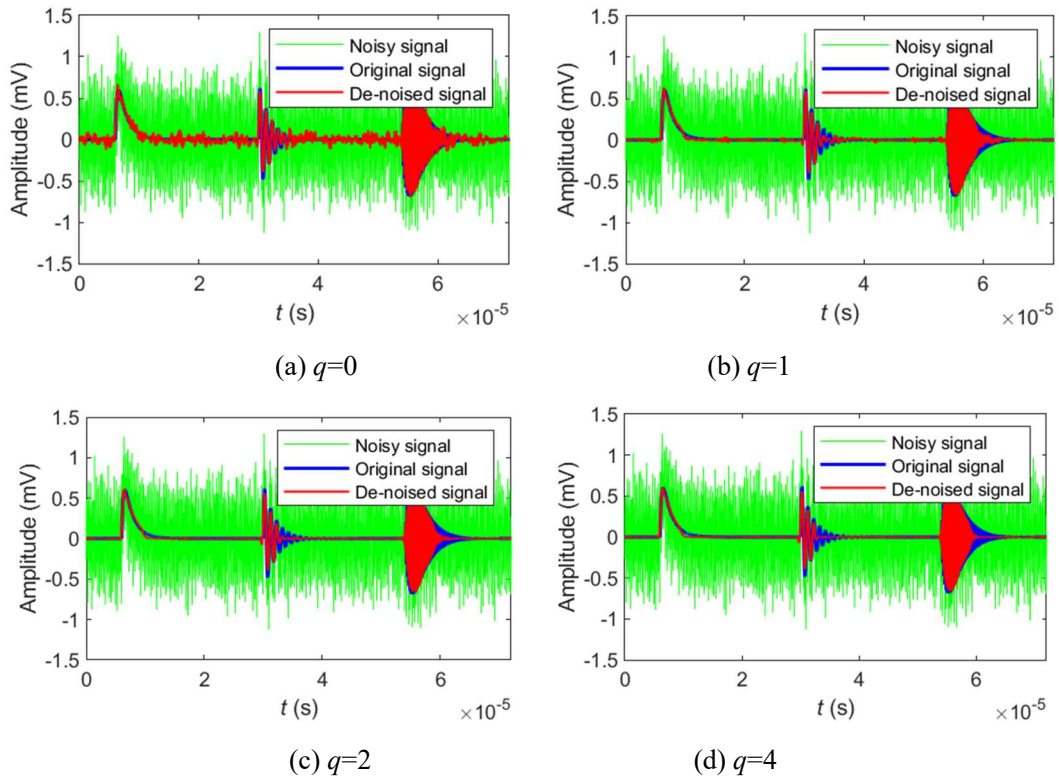 1.5
1
0.5
0
-0.5
-1
-1.5
Amplitude (mV)
Noisy signal
Original signal
De-noised signal
0 2 4 6
t (s)
×10-5
(a) q=0
1.5
1
0.5
0
-0.5
-1
-1.5
Amplitude (mV)
Noisy signal
Original signal
De-noised signal
0 2 4 6
t (s)
×10-5
(b) q=1
1.5
1
0.5
0
-0.5
-1
-1.5
Amplitude (mV)
Noisy signal
Original signal
De-noised signal
0 2 4 6
t (s)
×10-5
(c) q=2
1.5
1
0.5
0
-0.5
-1
-1.5
Amplitude (mV)
Noisy signal
Original signal
De-noised signal
0 2 4 6
t (s)
×10-5
(d) q=4